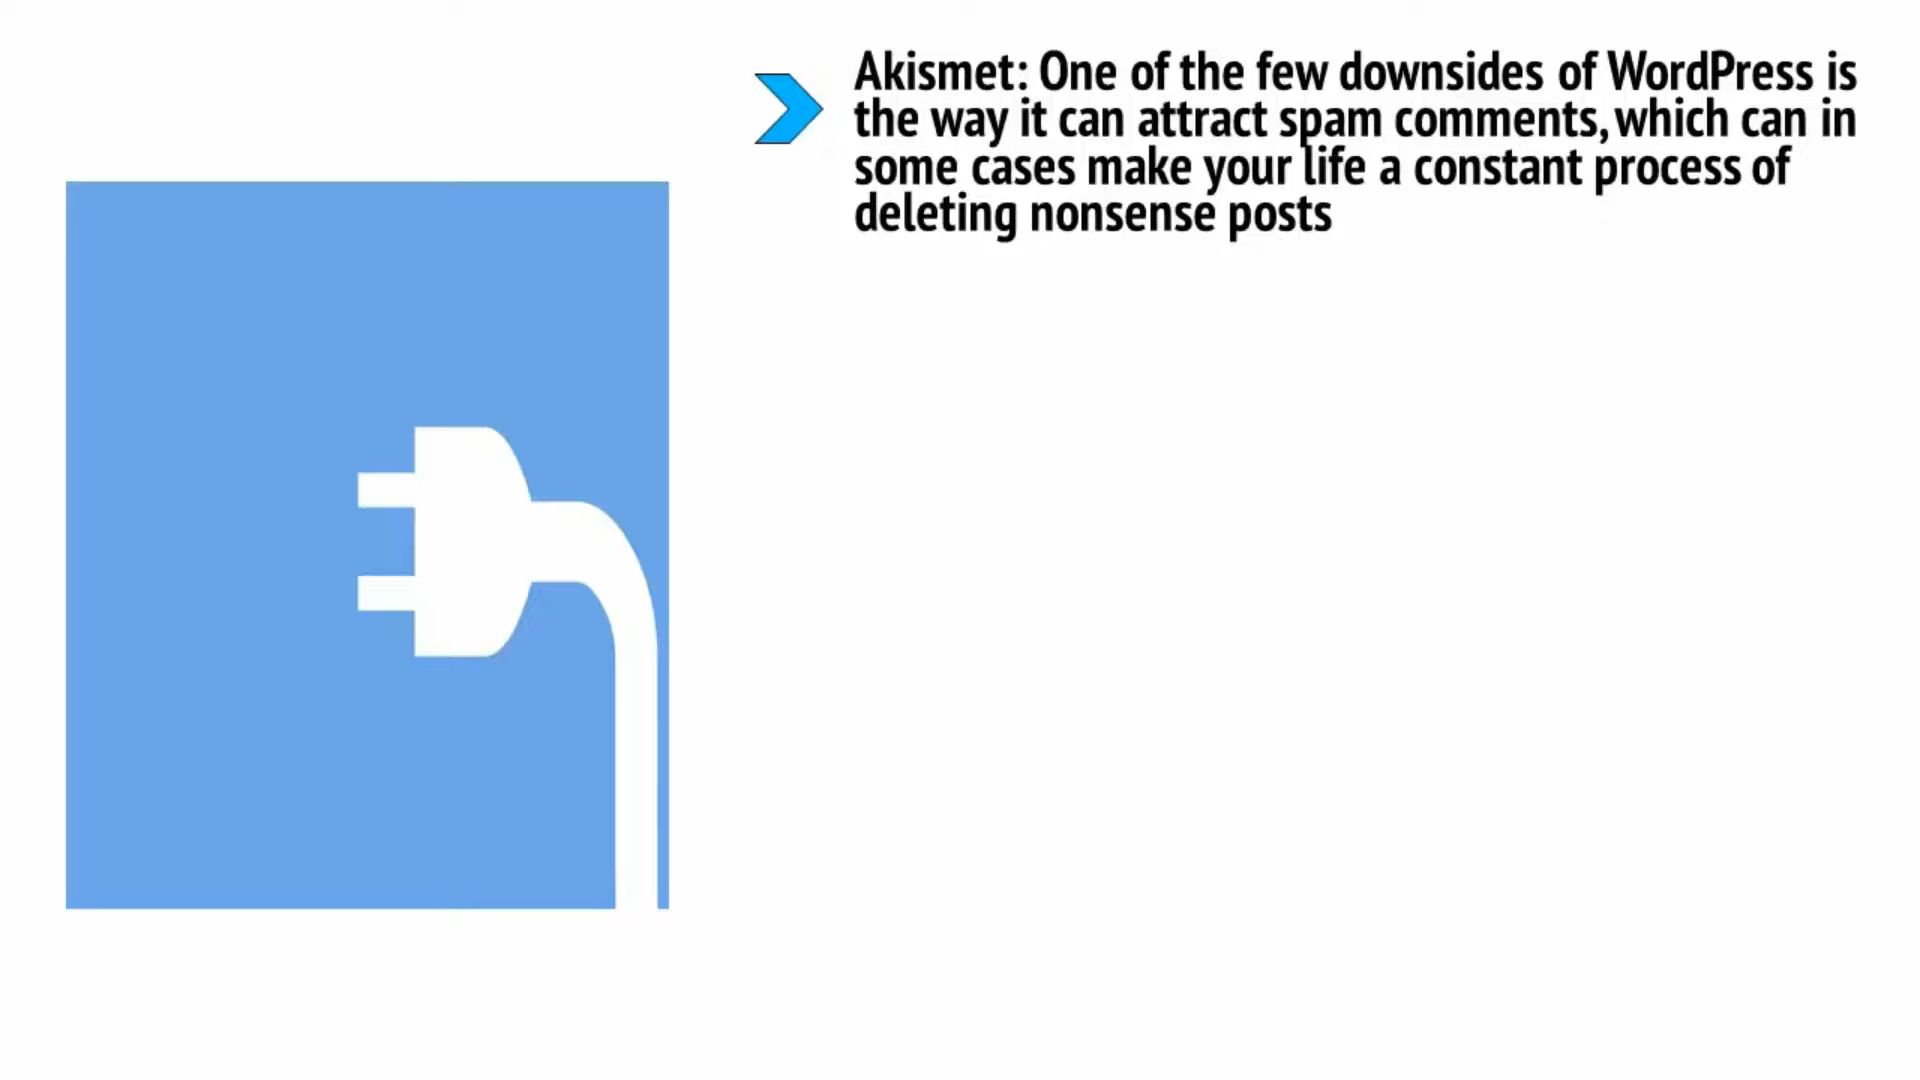 Akismet: One of the few downsides of WordPress is
the way it can attract spam comments, which can in
some cases make your life a constant process of
deleting nonsense posts